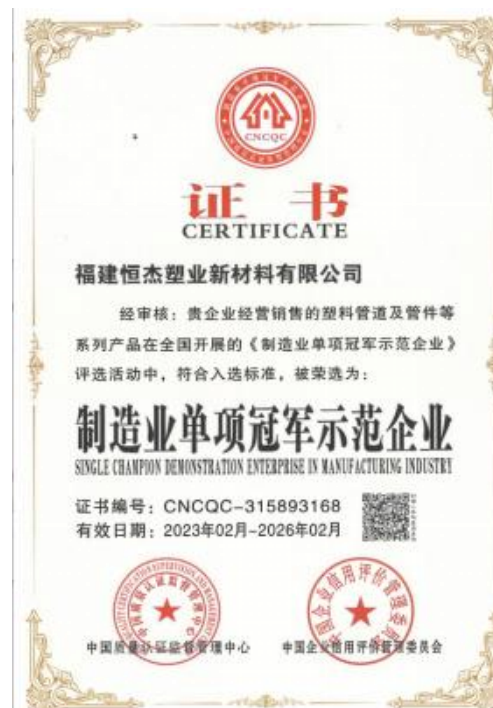 CNCQC
证书
CERTIFICATE
福建恒杰塑业新材料有限公司
经审核：贵企业经营销售的塑料管道及管件等
系列产品在全国开展的《制造业单项冠军示范企业》
评选活动中，符合入选标准，被荣选为：
制造业单项冠军示范企业
SINGLE CHAMPION DEMONSTRATION ENTERPRISE IN MANUFACTURING INDUSTRY
证书编号：CNCQC-315893168
有效日期：2023年02月-2026年02月
中国质量认证监督管理中心
中国企业信用评价管理委员会